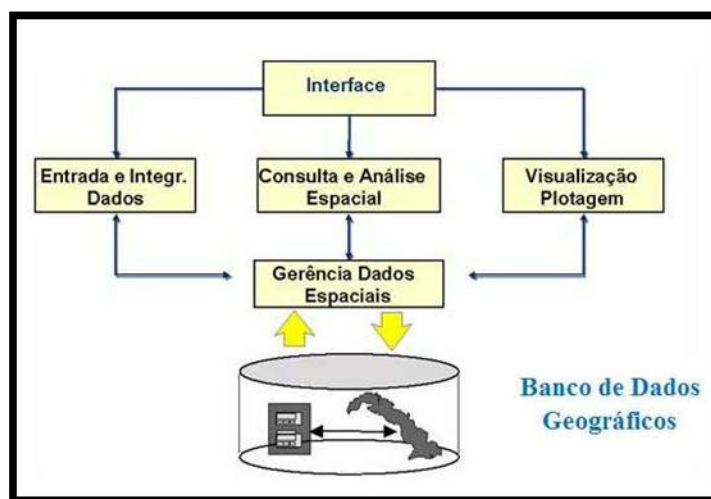 Interface
Entrada e Integr.
Dados
Consulta e Análise
Espacial
Visualização
Plotagem
Gerência Dados
Espaciais
Banco de Dados
Geográficos